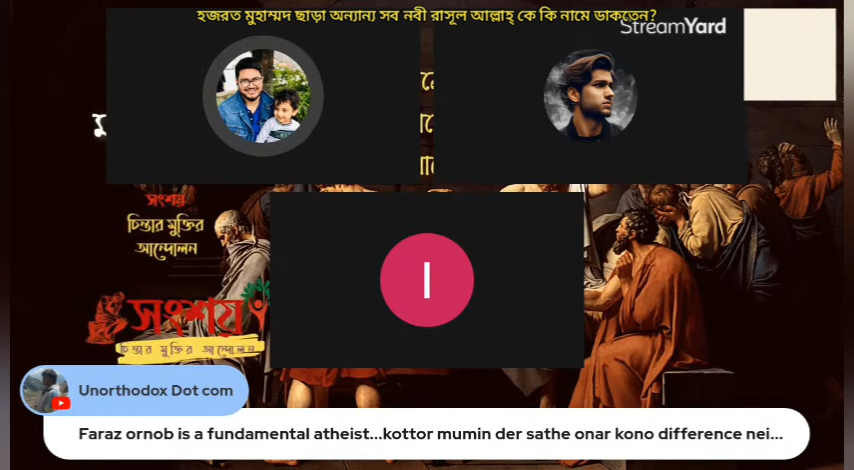 হজরত মুহাম্মদ ছাড়া অন্যান্য সব নবী রাসূল আল্লাহ্ কে কি নামে ডাকতেন?
StreamYard
সংশয়
চিন্তার মুক্তির
আন্দোলন
সংশয়
চিন্তার মুক্তির আন্দোলন
I
Unorthodox Dot com
Faraz ornob is a fundamental atheist...kottor mumin der sathe onar kono difference nei...